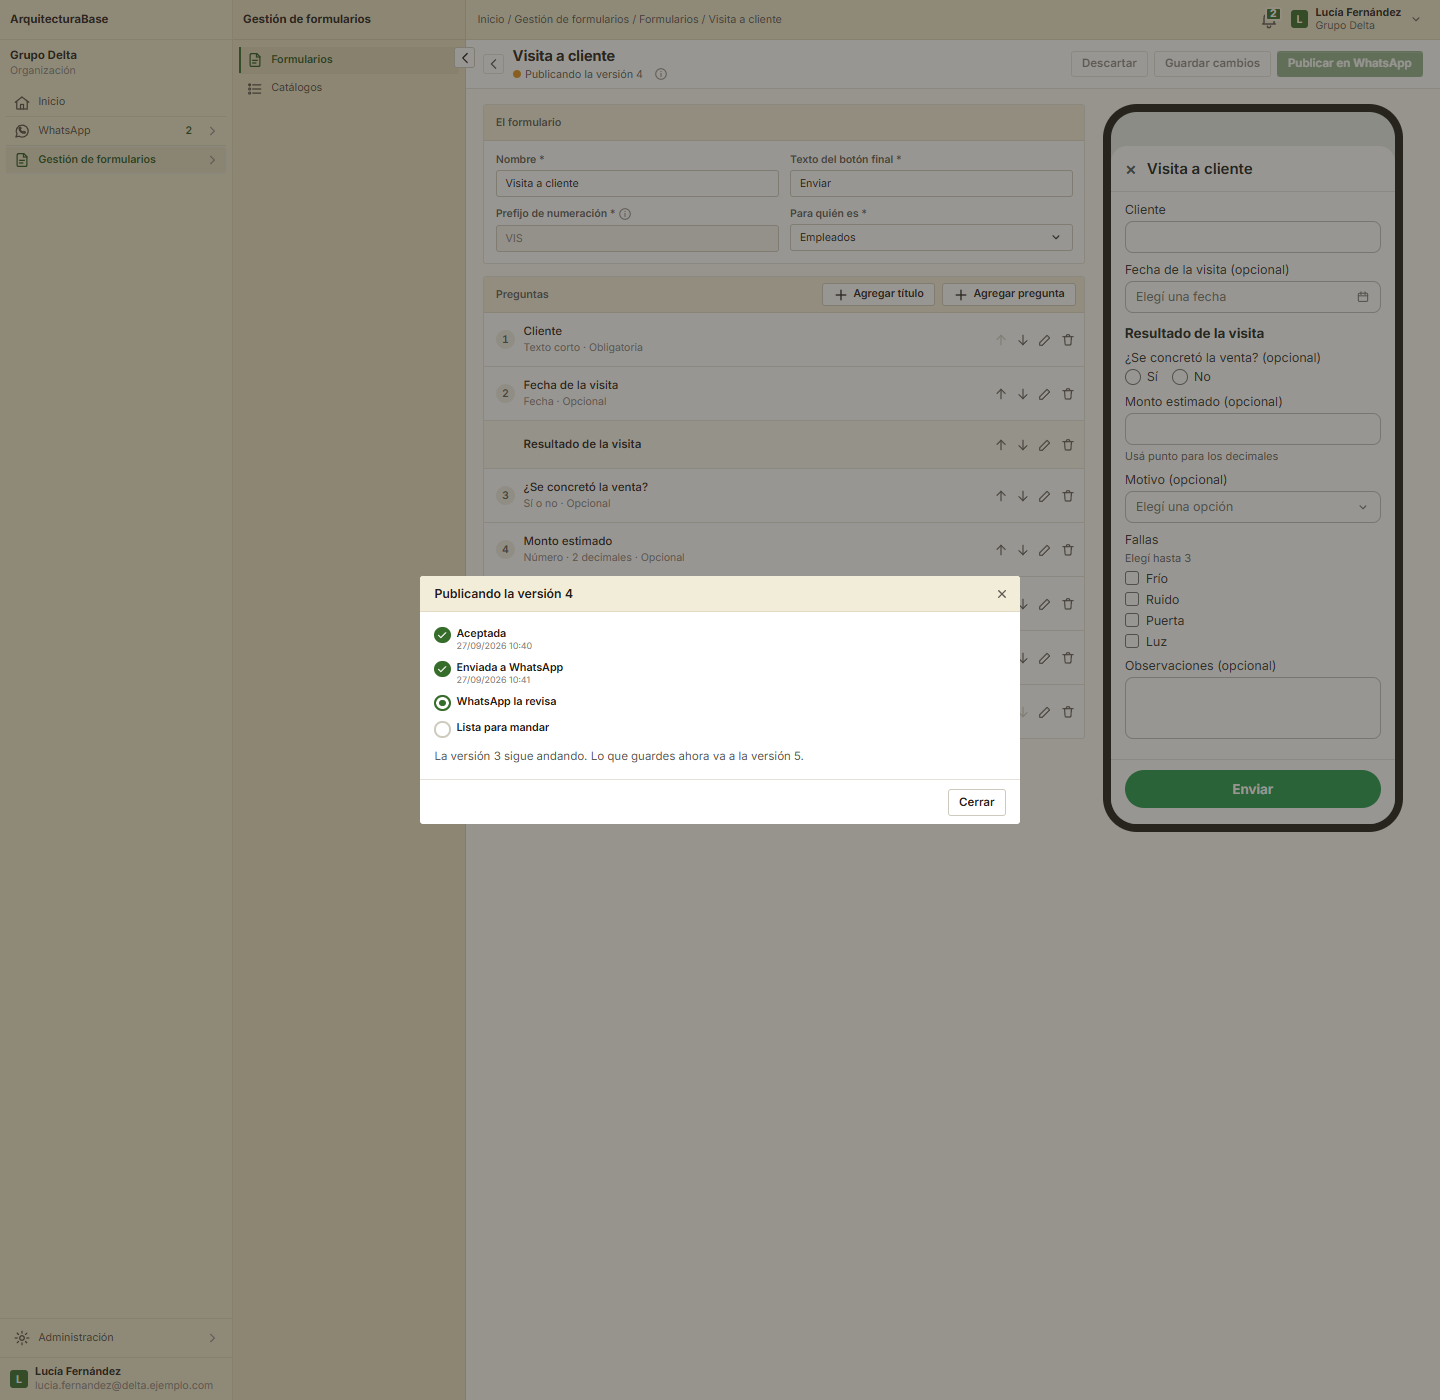 ArquitecturaBase
Grupo Delta
Organización
Inicio
WhatsApp 2
Gestión de formularios
Administración
L Lucía Fernández
lucia.fernandez@delta.ejemplo.com
Gestión de formularios
Formularios
Catálogos
Inicio / Gestión de formularios / Formularios / Visita a cliente
2
L Lucía Fernández
Grupo Delta
Visita a cliente
Publicando la versión 4
Descartar Guardar cambios Publicar en WhatsApp
El formulario
Nombre * Texto del botón final *
Visita a cliente Enviar
Prefijo de numeración * Para quién es *
VIS Empleados
Preguntas Agregar título Agregar pregunta
1 Cliente
Texto corto · Obligatoria
2 Fecha de la visita
Fecha · Opcional
Resultado de la visita
3 ¿Se concretó la venta?
Sí o no · Opcional
4 Monto estimado
Número · 2 decimales · Opcional
Publicando la versión 4
Aceptada
27/09/2026 10:40
Enviada a WhatsApp
27/09/2026 10:41
WhatsApp la revisa
Lista para mandar
La versión 3 sigue andando. Lo que guardes ahora va a la versión 5.
Cerrar
Visita a cliente
Cliente
Fecha de la visita (opcional)
Elegí una fecha
Resultado de la visita
¿Se concretó la venta? (opcional)
Sí No
Monto estimado (opcional)
Usá punto para los decimales
Motivo (opcional)
Elegí una opción
Fallas
Elegí hasta 3
Frío
Ruido
Puerta
Luz
Observaciones (opcional)
Enviar